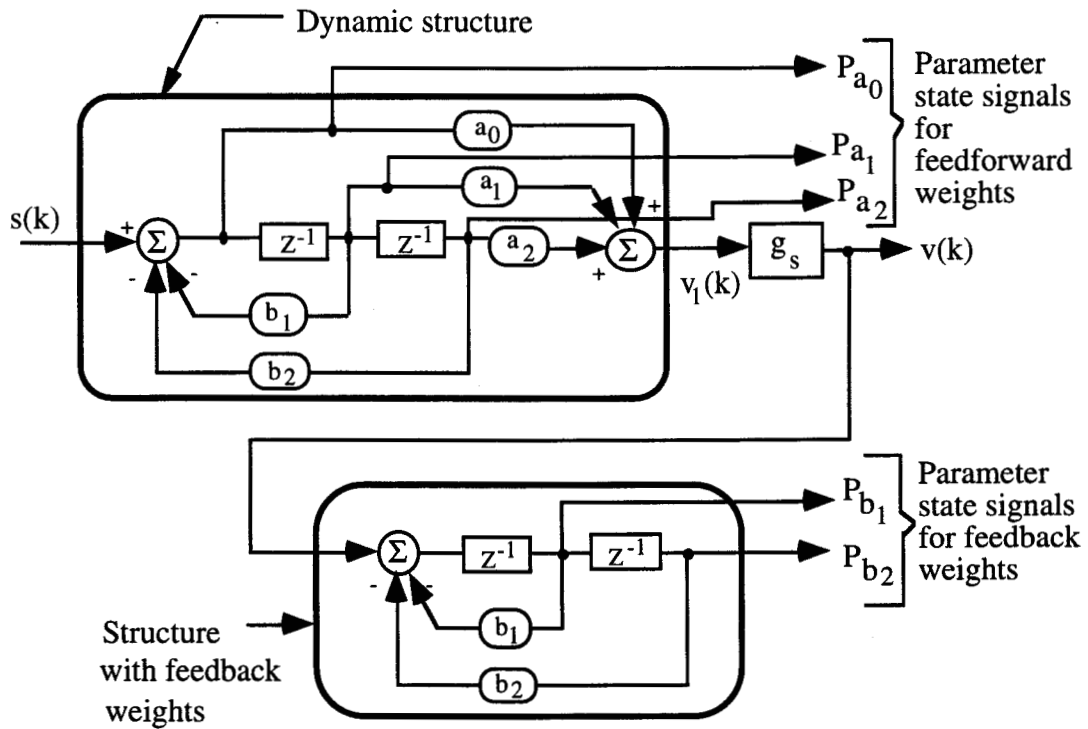 Dynamic structure
P a0
Parameter
state signals
for
feedforward
weights
a0
P a1
a1
P a2
s(k)
+
Σ
-
-
z-1
z-1
a2
+
+
Σ
v1(k)
gs
v(k)
b1
b2
P b1
Parameter
state signals
for feedback
weights
Σ
-
-
z-1
z-1
P b2
b1
b2
Structure
with feedback
weights